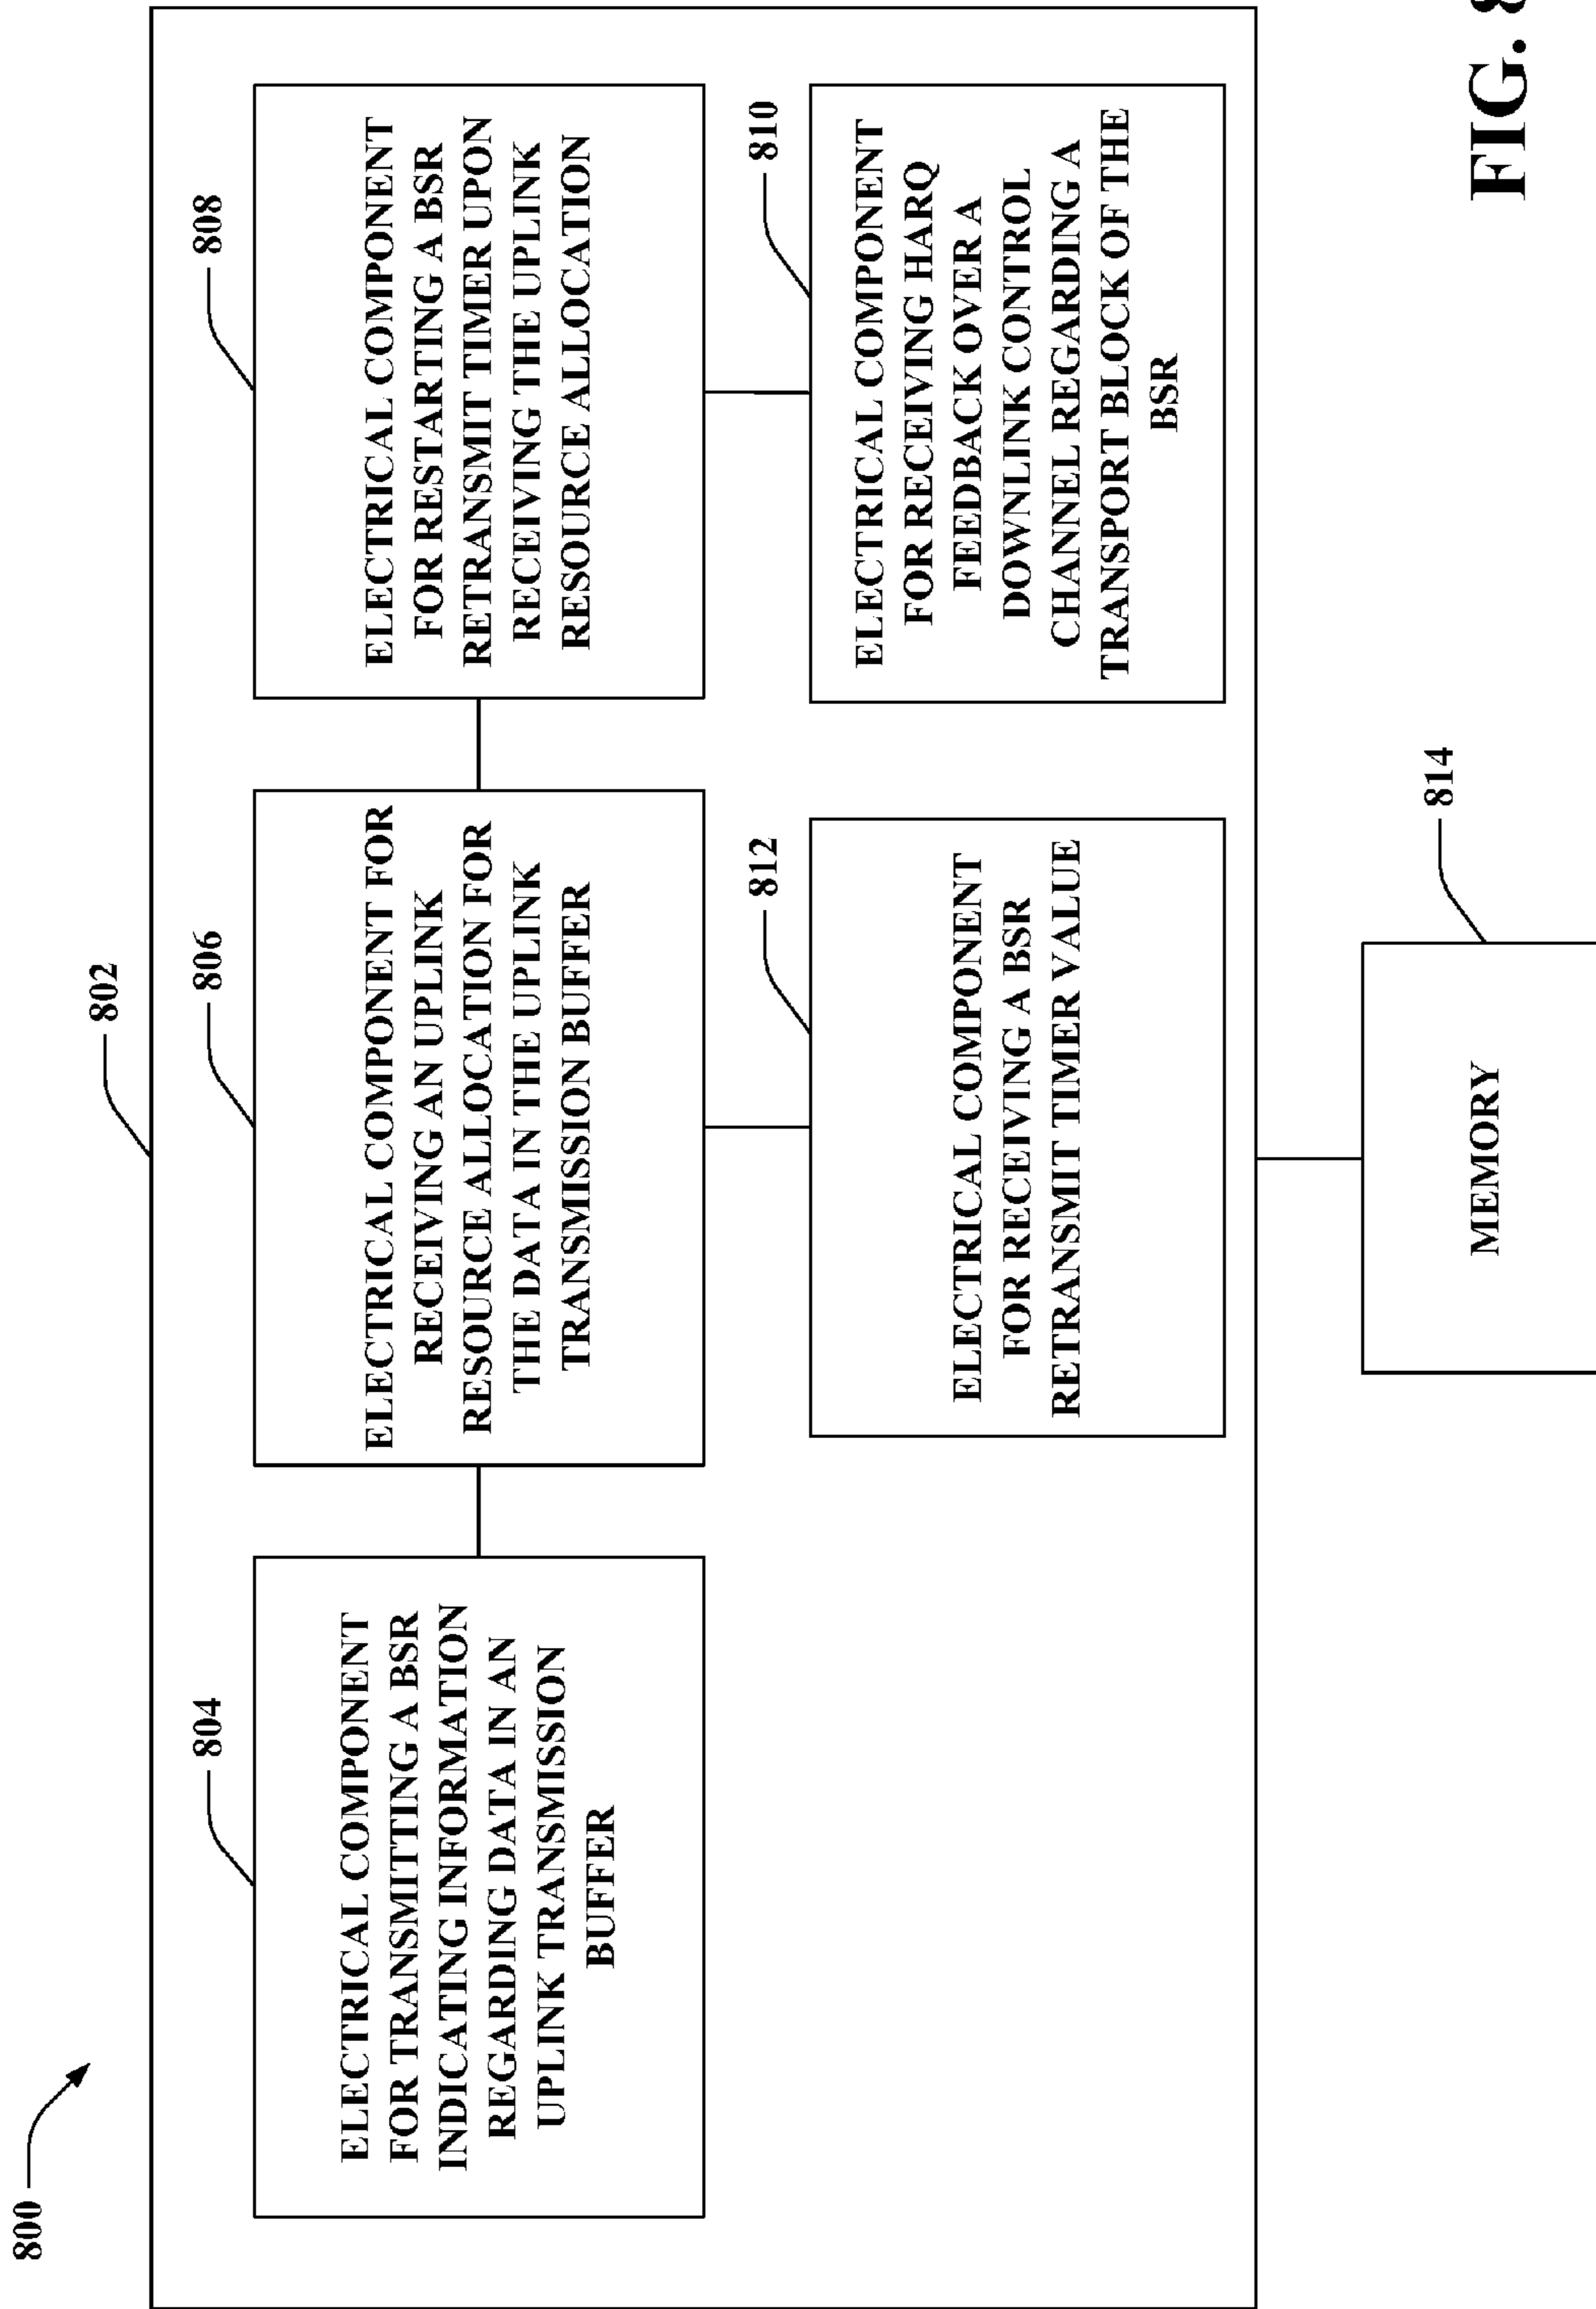 800
802
804
ELECTRICAL COMPONENT
FOR TRANSMITTING A BSR
INDICATING INFORMATION
REGARDING DATA IN AN
UPLINK TRANSMISSION
BUFFER
806
ELECTRICAL COMPONENT FOR
RECEIVING AN UPLINK
RESOURCE ALLOCATION FOR
THE DATA IN THE UPLINK
TRANSMISSION BUFFER
808
ELECTRICAL COMPONENT
FOR RESTARTING A BSR
RETRANSMIT TIMER UPON
RECEIVING THE UPLINK
RESOURCE ALLOCATION
812
ELECTRICAL COMPONENT
FOR RECEIVING A BSR
RETRANSMIT TIMER VALUE
810
ELECTRICAL COMPONENT
FOR RECEIVING HARQ
FEEDBACK OVER A
DOWNLINK CONTROL
CHANNEL REGARDING A
TRANSPORT BLOCK OF THE
BSR
814
MEMORY
FIG. 8